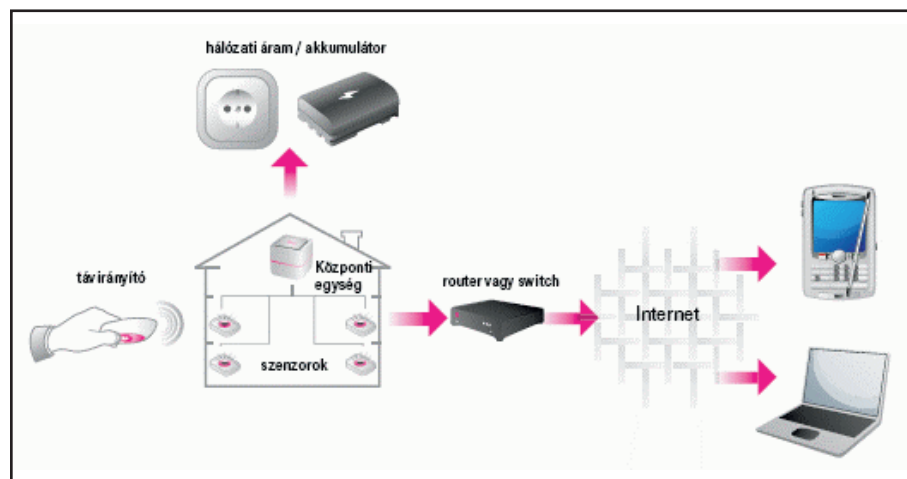 hálózati áram / akkumulátor
távirányító
Központi
egység
szenzorok
router vagy switch
Internet